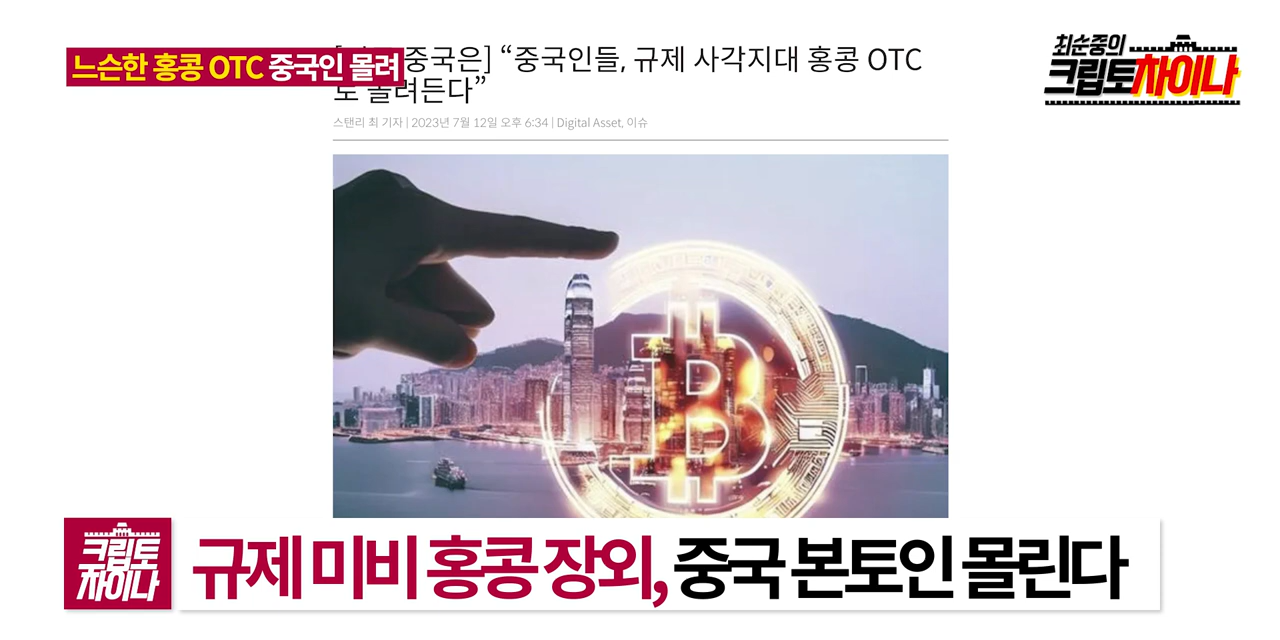 느슨한 홍콩 OTC 중국인 몰려
중국은] “중국인들, 규제 사각지대 홍콩 OTC
로 몰려든다”
스탠리 최 기자 | 2023년 7월 12일 오후 6:34 | Digital Asset, 이슈
최순중의
크립토차이나
크립토
차이나
규제 미비 홍콩 장외, 중국 본토인 몰린다